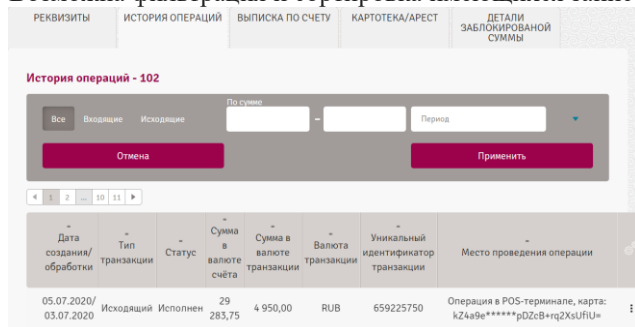 РЕКВИЗИТЫ ИСТОРИЯ ОПЕРАЦИЙ ВЫПИСКА ПО СЧЕТУ КАРТОТЕКА/АРЕСТ ДЕТАЛИ
ЗАБЛОКИРОВАНОЙ
СУММЫ
История операций - 102
По сумме
Все Входящие Исходящие – Период
Отмена Применить
1 2 ... 10 11
Дата
создания/
обработки
Тип
транзакции
Статус
Сумма
в
валюте
счёта
Сумма в
валюте
транзакции
Валюта
транзакции
Уникальный
идентификатор
транзакции
Место проведения операции
05.07.2020/
03.07.2020
Исходящий Исполнен
29
283,75
4 950,00 RUB 659225750
Операция в POS-терминале, карта:
kZ4a9e******pDZcB+rq2XsUfiU=